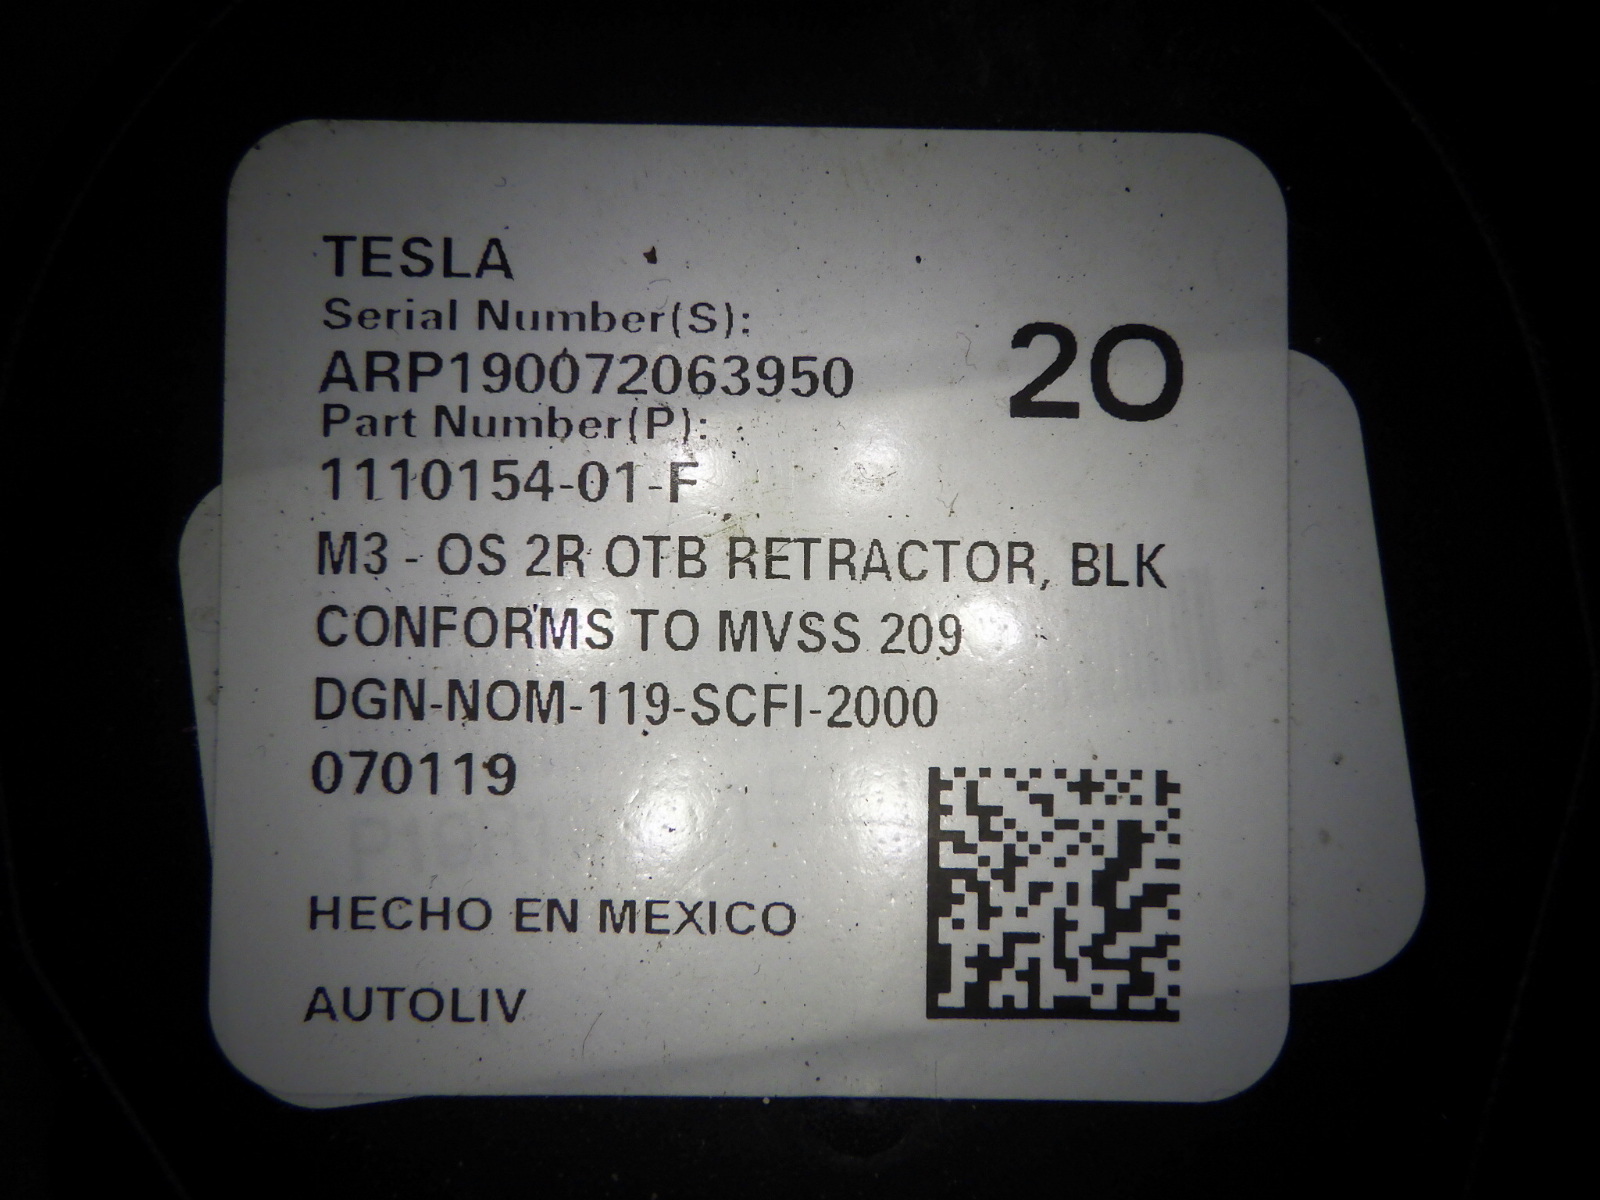 TESLA
Serial Number(S):
ARP190072063950
20
Part Number(P):
1110154-01-F
M3 - OS 2R OTB RETRACTOR, BLK
CONFORMS TO MVSS 209
DGN-NOM-119-SCFI-2000
070119
HECHO EN MEXICO
AUTOLIV